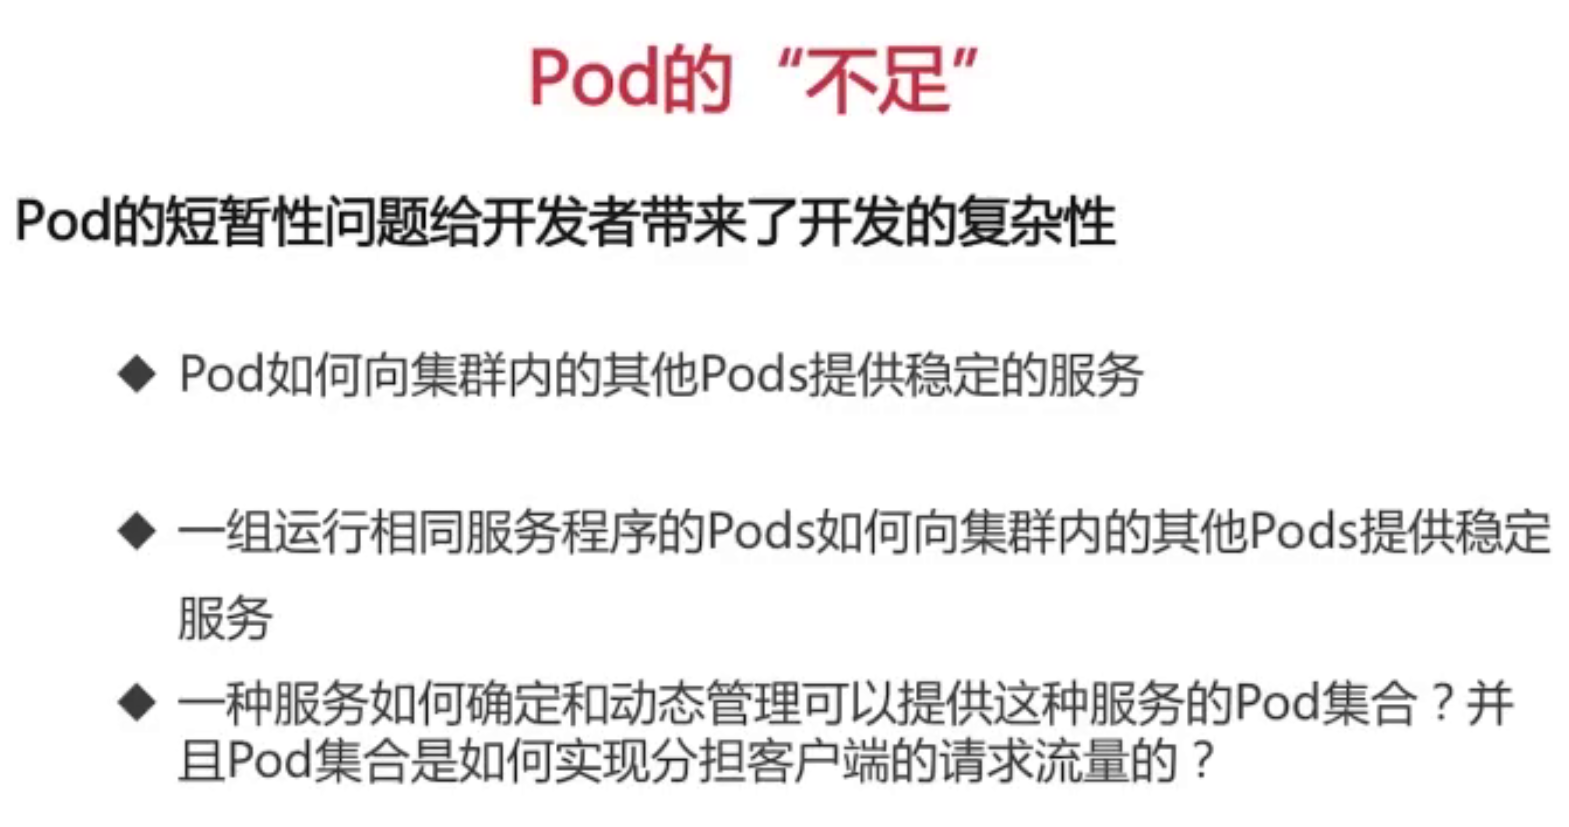 Pod的“不足”
Pod的短暂性问题给开发者带来了开发的复杂性
◆ Pod如何向集群内的其他Pods提供稳定的服务
◆ 一组运行相同服务程序的Pods如何向集群内的其他Pods提供稳定
服务
◆ 一种服务如何确定和动态管理可以提供这种服务的Pod集合？并
且Pod集合是如何实现分担客户端的请求流量的？